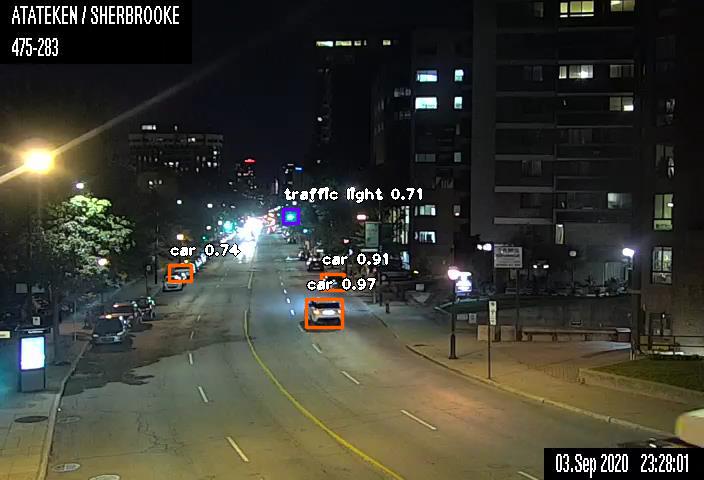 ATATEKEN / SHERBROOKE
475-283
traffic light 0.71
car 0.74
car 0.91
car 0.97
03.Sep 2020 23:28:01